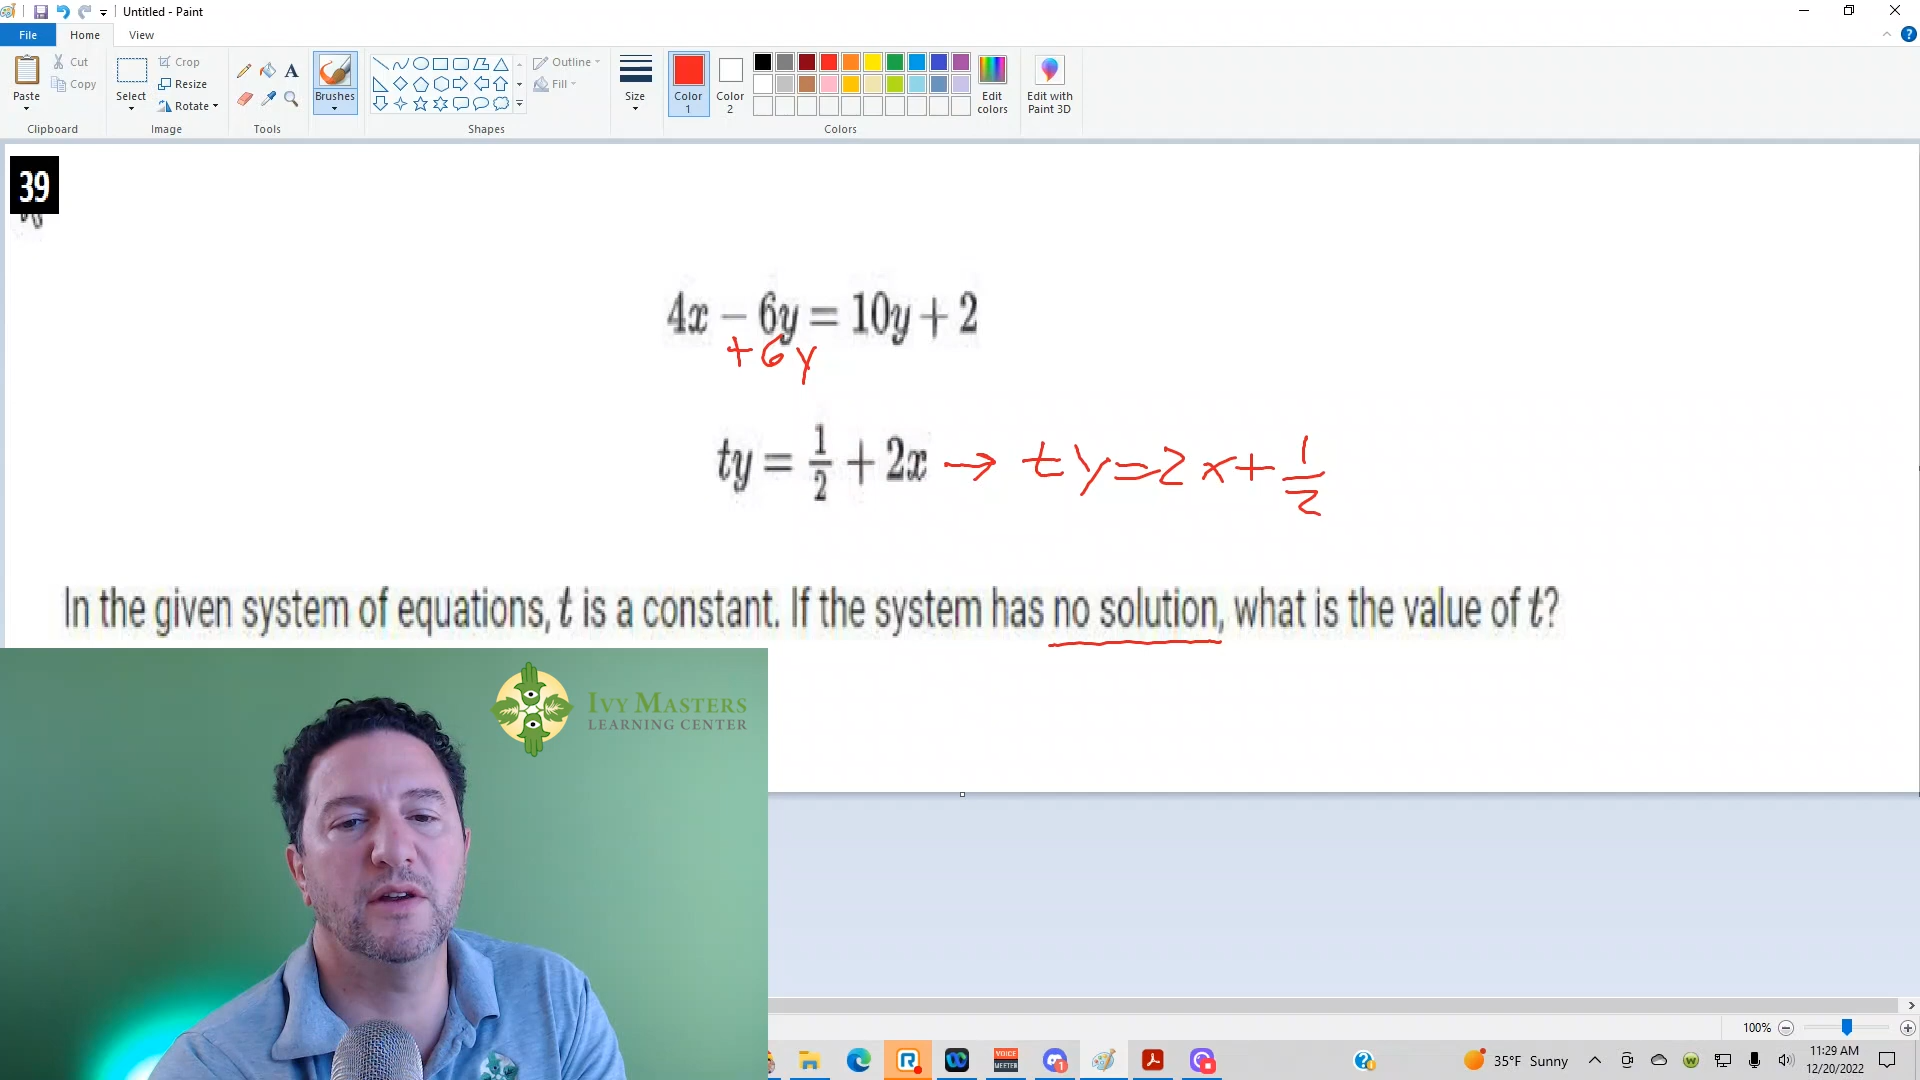 Untitled - Paint
File Home View
Paste
Cut
Copy
Clipboard
Select
Crop
Resize
Rotate
Image
A
Tools
Brushes
Outline
Fill
Shapes
Size
Color 1
Color 2
Edit colors
Edit with Paint 3D
Colors
39
4x − 6y = 10y + 2
+6y
ty = 1/2 + 2x → ty = 2x + 1/2
In the given system of equations, t is a constant. If the system has no solution, what is the value of t?
IVY MASTERS
LEARNING CENTER
100%
VOICE
MEETER
35°F Sunny
11:29 AM
12/20/2022